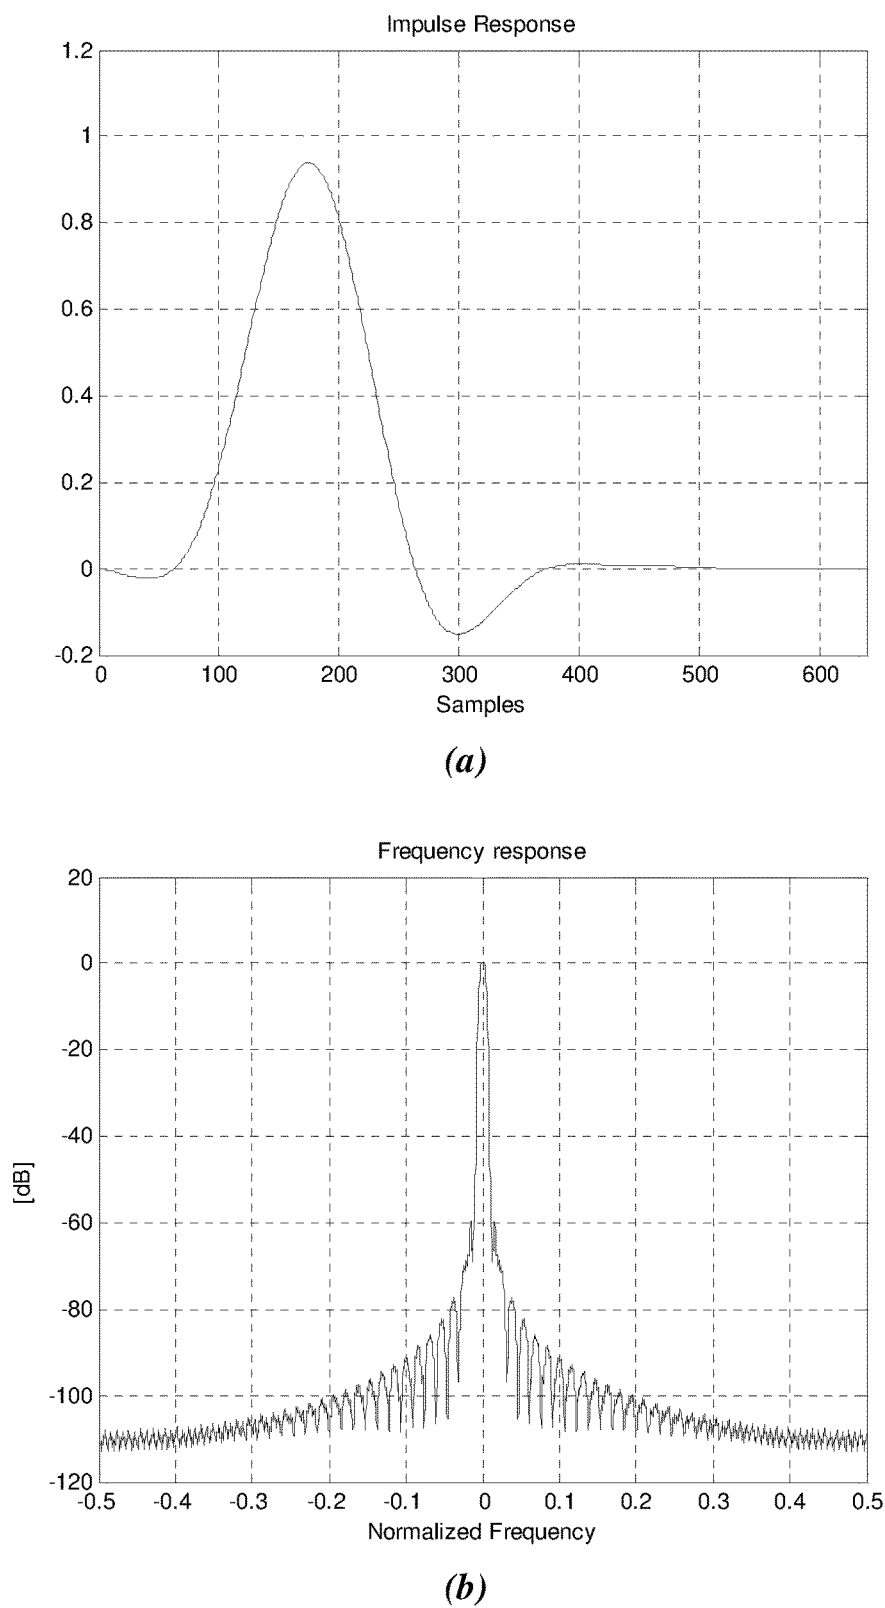 Impulse Response
1.2
1
0.8
0.6
0.4
0.2
0
-0.2
0 100 200 300 400 500 600
Samples
(a)
Frequency response
20
0
-20
-40
-60
-80
-100
-120
[dB]
-0.5 -0.4 -0.3 -0.2 -0.1 0 0.1 0.2 0.3 0.4 0.5
Normalized Frequency
(b)